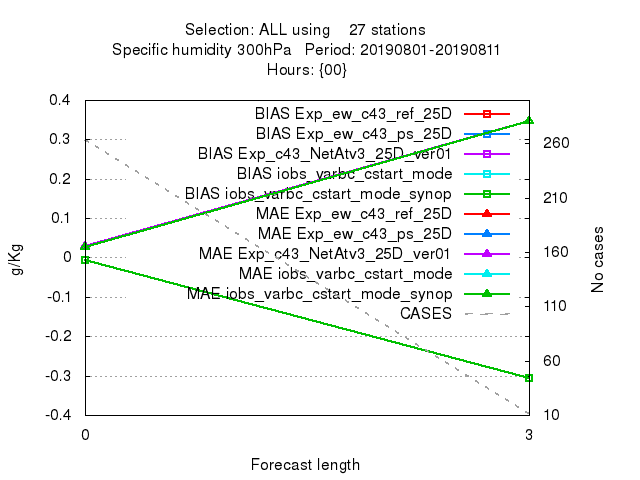 Selection: ALL using 27 stations
Specific humidity 300hPa Period: 20190801-20190811
Hours: {00}
0.4
0.3
0.2
0.1
0
-0.1
-0.2
-0.3
-0.4
g/Kg
BIAS Exp_ew_c43_ref_25D
BIAS Exp_ew_c43_ps_25D
BIAS Exp_c43_NetAtv3_25D_ver01
BIAS iobs_varbc_cstart_mode
BIAS iobs_varbc_cstart_mode_synop
MAE Exp_ew_c43_ref_25D
MAE Exp_ew_c43_ps_25D
MAE Exp_c43_NetAtv3_25D_ver01
MAE iobs_varbc_cstart_mode
MAE iobs_varbc_cstart_mode_synop
CASES
260
210
160
110
60
10
No cases
0 3
Forecast length